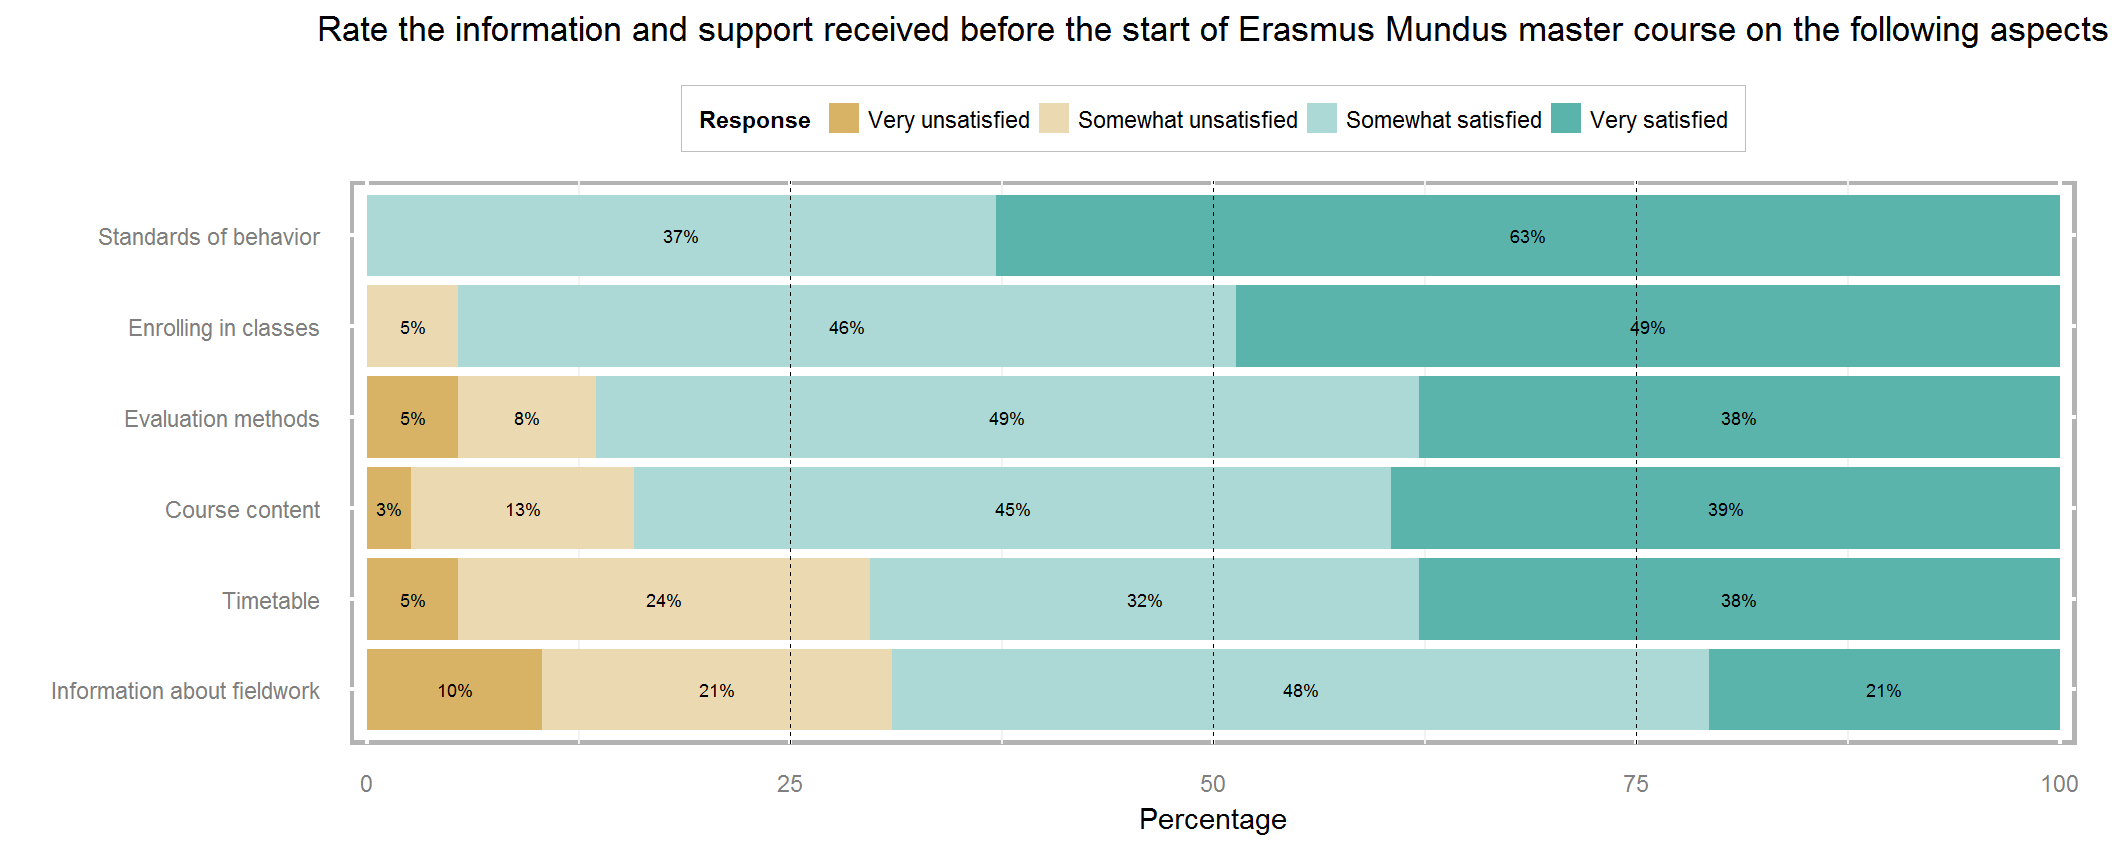 Rate the information and support received before the start of Erasmus Mundus master course on the following aspects
Response Very unsatisfied Somewhat unsatisfied Somewhat satisfied Very satisfied
Standards of behavior 37% 63%
Enrolling in classes 5% 46% 49%
Evaluation methods 5% 8% 49% 38%
Course content 3% 13% 45% 39%
Timetable 5% 24% 32% 38%
Information about fieldwork 10% 21% 48% 21%
0 25 50 75 100
Percentage